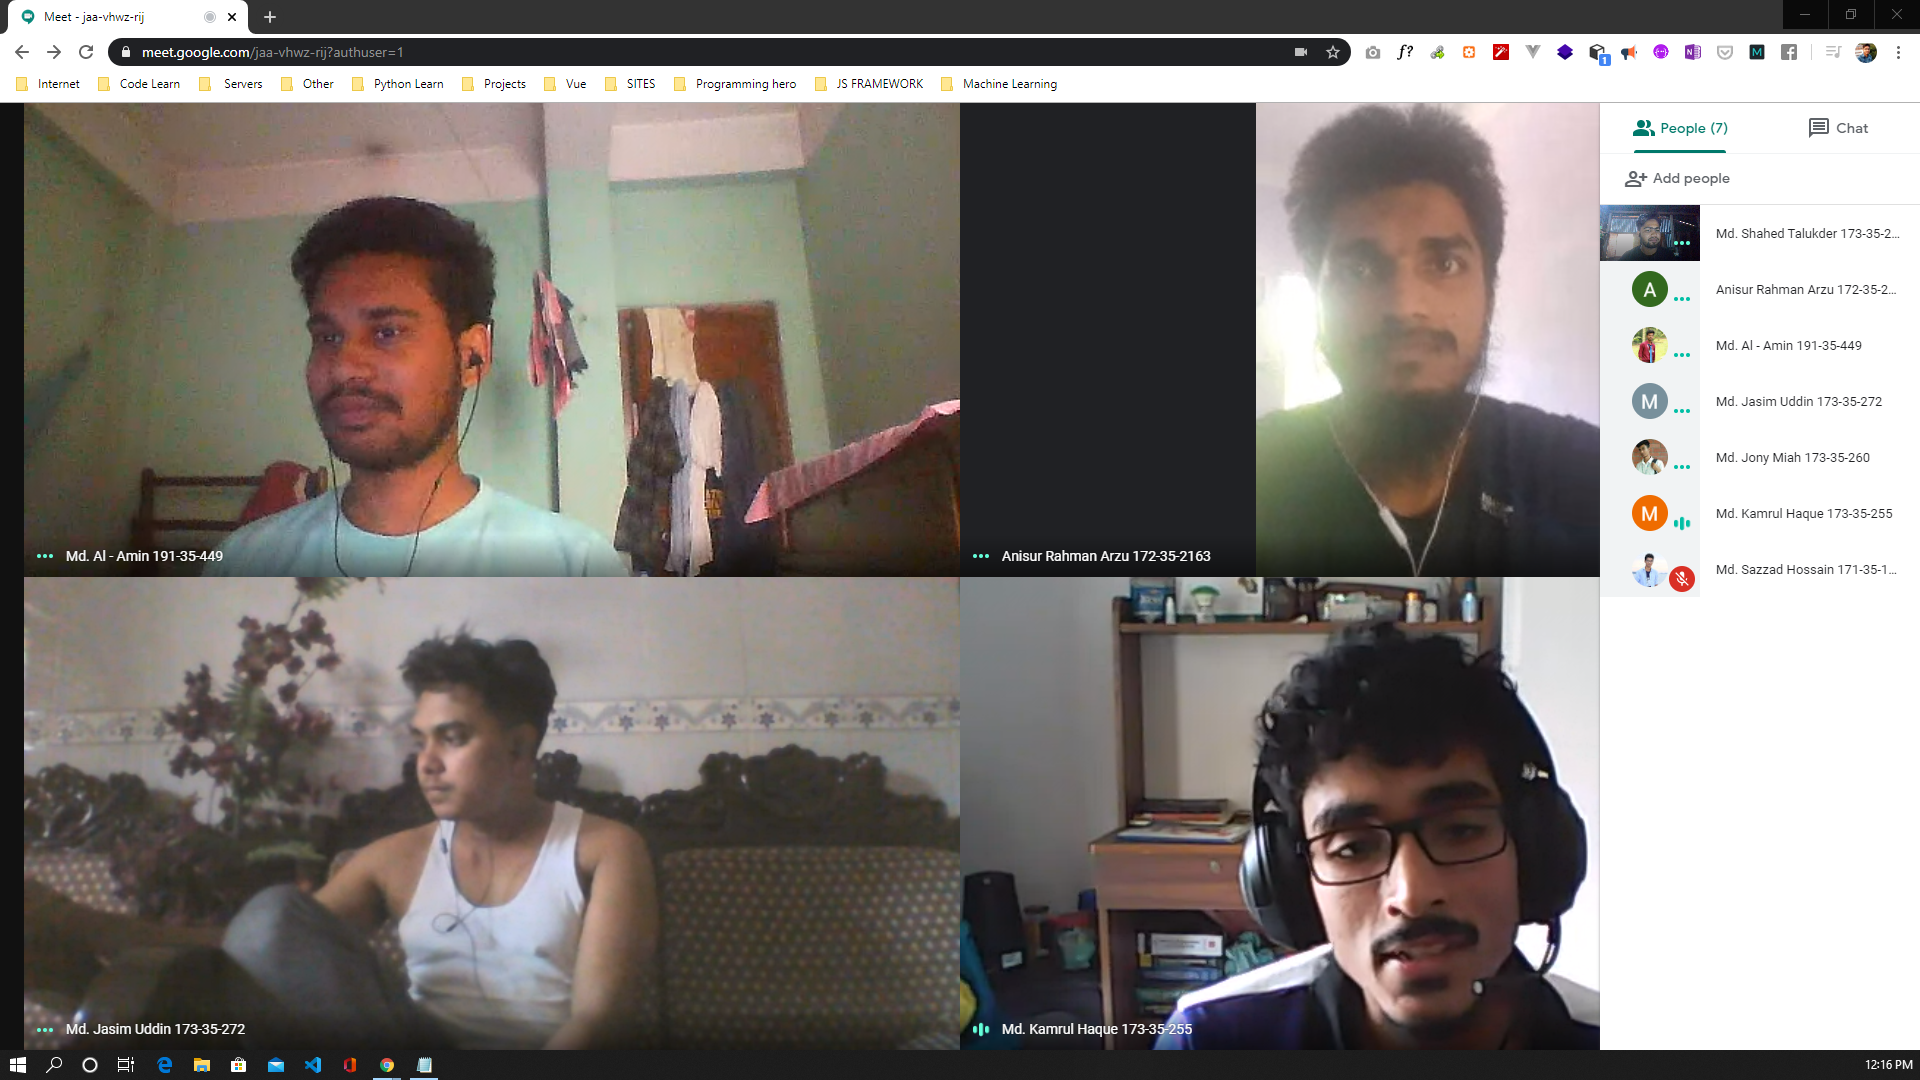 Meet - jaa-vhwz-rij
meet.google.com/jaa-vhwz-rij?authuser=1
f?
N
M
1
Internet
Code Learn
Servers
Other
Python Learn
Projects
Vue
SITES
Programming hero
JS FRAMEWORK
Machine Learning
People (7)
Chat
Add people
Md. Shahed Talukder 173-35-2...
A
Anisur Rahman Arzu 172-35-2...
Md. Al - Amin 191-35-449
M
Md. Jasim Uddin 173-35-272
Md. Jony Miah 173-35-260
M
Md. Kamrul Haque 173-35-255
Md. Sazzad Hossain 171-35-1...
Md. Al - Amin 191-35-449
Anisur Rahman Arzu 172-35-2163
Md. Jasim Uddin 173-35-272
Md. Kamrul Haque 173-35-255
12:16 PM